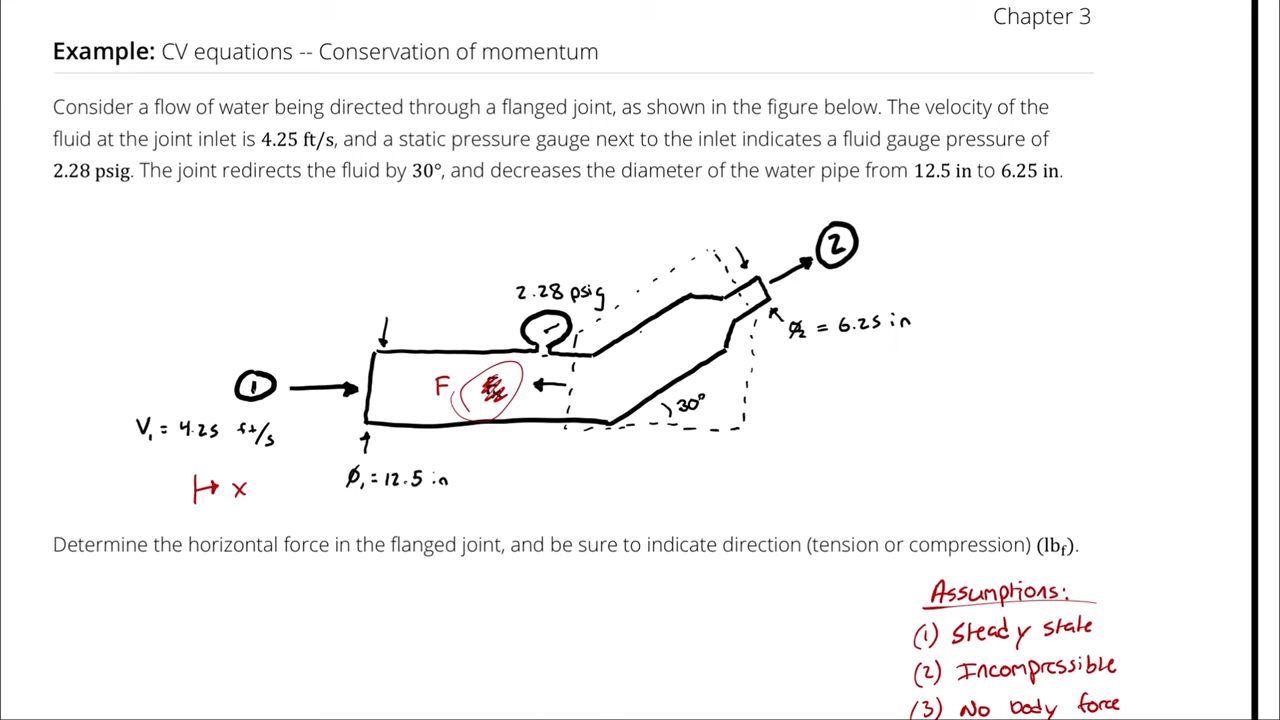 Chapter 3
Example: CV equations -- Conservation of momentum
Consider a flow of water being directed through a flanged joint, as shown in the figure below. The velocity of the
fluid at the joint inlet is 4.25 ft/s, and a static pressure gauge next to the inlet indicates a fluid gauge pressure of
2.28 psig. The joint redirects the fluid by 30°, and decreases the diameter of the water pipe from 12.5 in to 6.25 in.
2
2.28 psig
ϕ₂ = 6.25 in
1
F
30°
V₁ = 4.25 ft/s
ϕ₁ = 12.5 in
x
Determine the horizontal force in the flanged joint, and be sure to indicate direction (tension or compression) (lbf).
Assumptions:
(1) Steady state
(2) Incompressible
(3) No body force